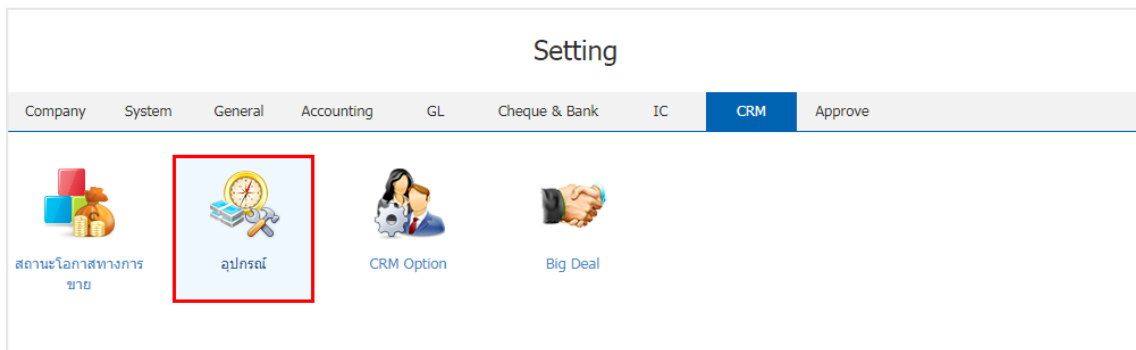 Setting
Company System General Accounting GL Cheque & Bank IC CRM Approve
สถานะโอกาสทางการ
ขาย
อุปกรณ์
CRM Option
Big Deal